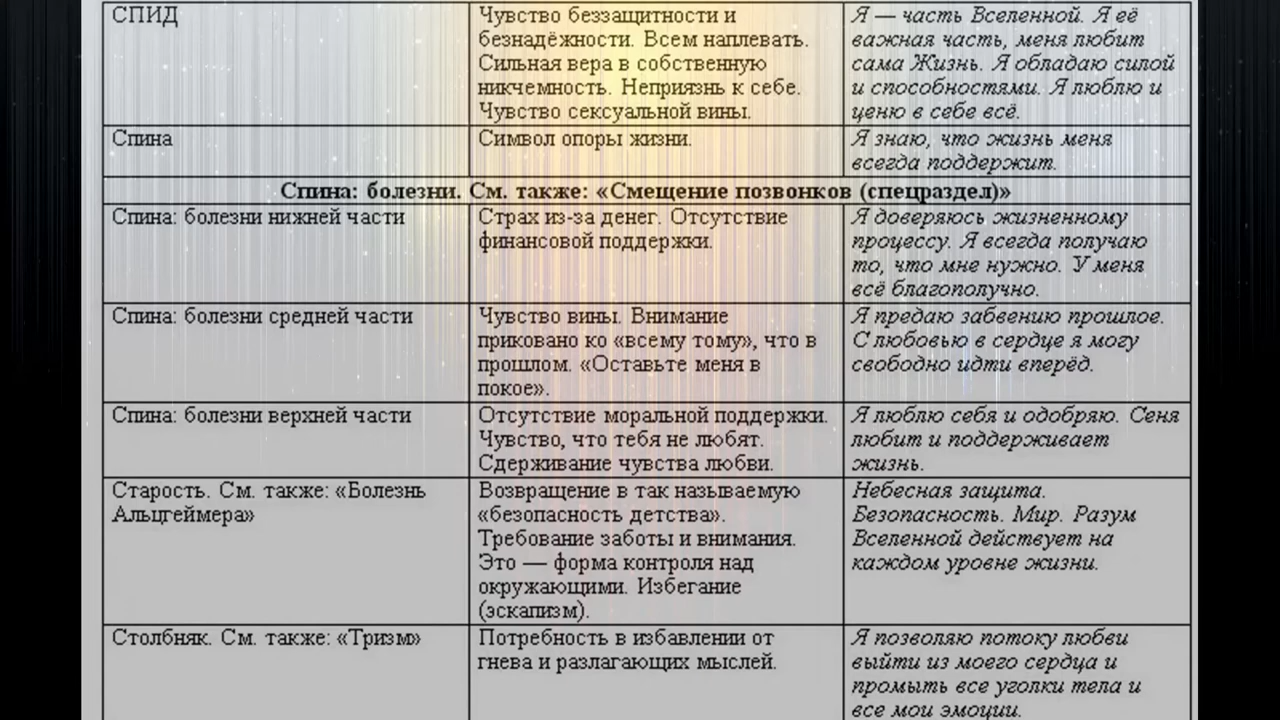 СПИД
Чувство беззащитности и
безнадёжности. Всем наплевать.
Сильная вера в собственную
никчемность. Неприязнь к себе.
Чувство сексуальной вины.
Я — часть Вселенной. Я её
важная часть, меня любит
сама Жизнь. Я обладаю силой
и способностями. Я люблю и
ценю в себе всё.
Спина
Символ опоры жизни.
Я знаю, что жизнь меня
всегда поддержит.
Спина: болезни. См. также: «Смещение позвонков (спецраздел)»
Спина: болезни нижней части
Страх из-за денег. Отсутствие
финансовой поддержки.
Я доверяюсь жизненному
процессу. Я всегда получаю
то, что мне нужно. У меня
всё благополучно.
Спина: болезни средней части
Чувство вины. Внимание
приковано ко «всему тому», что в
прошлом. «Оставьте меня в
покое».
Я предаю забвению прошлое.
С любовью в сердце я могу
свободно идти вперёд.
Спина: болезни верхней части
Отсутствие моральной поддержки.
Чувство, что тебя не любят.
Сдерживание чувства любви.
Я люблю себя и одобряю. Сеня
любит и поддерживает
жизнь.
Старость. См. также: «Болезнь
Альцгеймера»
Возвращение в так называемую
«безопасность детства».
Требование заботы и внимания.
Это — форма контроля над
окружающими. Избегание
(эскапизм).
Небесная защита.
Безопасность. Мир. Разум
Вселенной действует на
каждом уровне жизни.
Столбняк. См. также: «Тризм»
Потребность в избавлении от
гнева и разлагающих мыслей.
Я позволяю потоку любви
выйти из моего сердца и
промыть все уголки тела и
все мои эмоции.